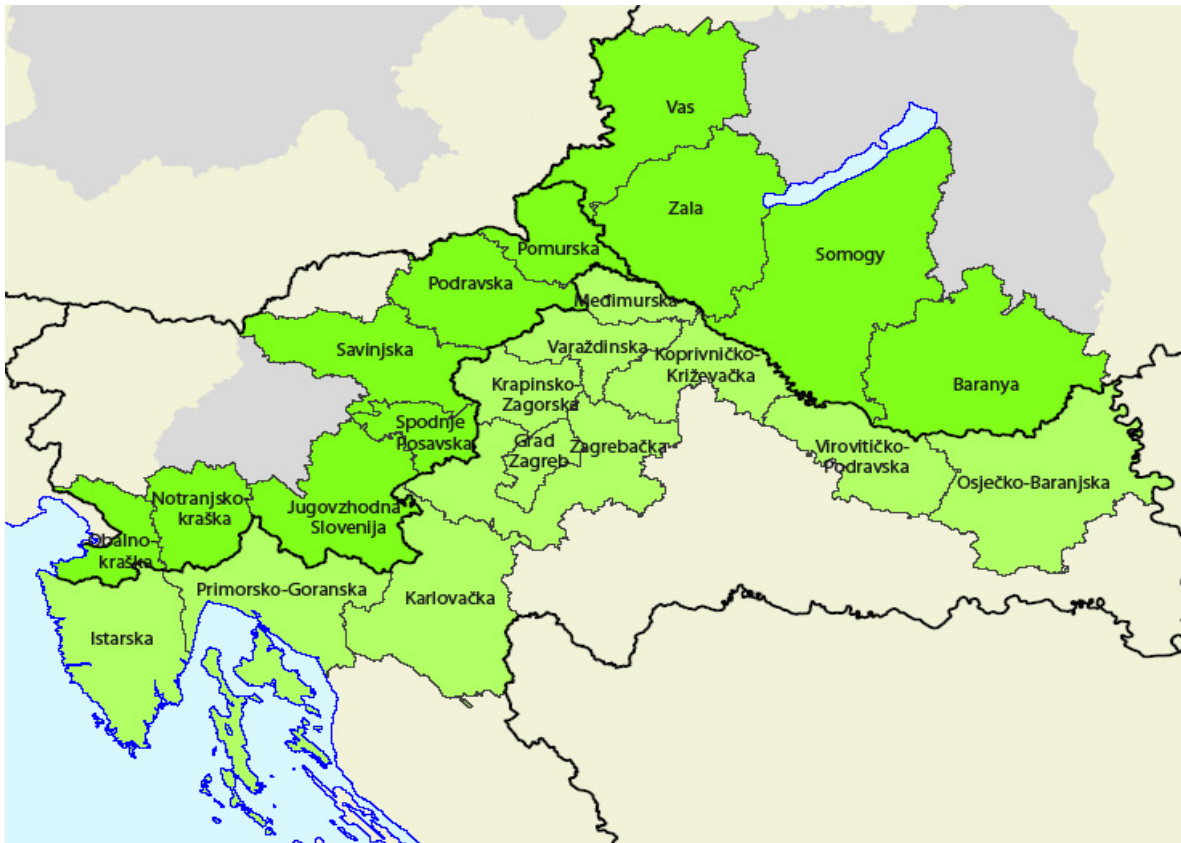 Vas
Zala
Pomurska
Somogy
Podravska
Međimurska
Savinjska
Varaždinska
Koprivničko-
Križevačka
Baranya
Krapinsko-
Zagorska
Spodnje
Posavska
Grad
Zagreb
Zagrebačka
Virovitičko-
Podravska
Osječko-Baranjska
Notranjsko-
kraška
Jugovzhodna
Slovenija
Obalno-
kraška
Primorsko-Goranska
Karlovačka
Istarska